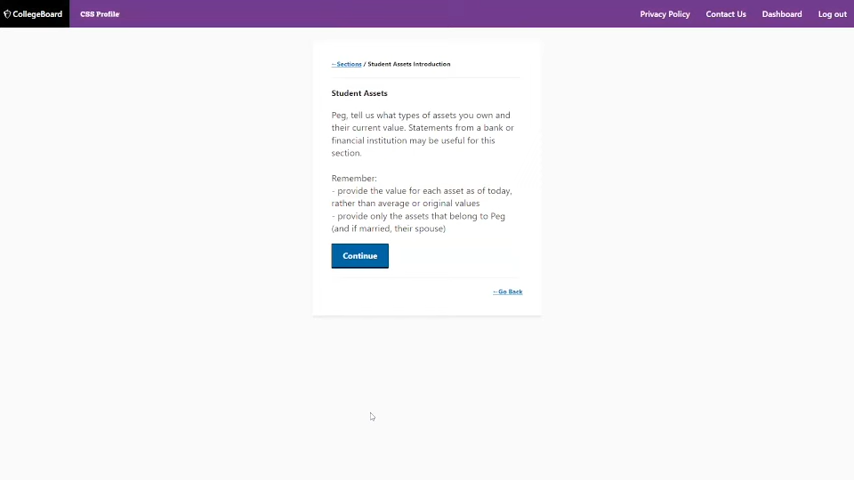 CollegeBoard CSS Profile Privacy Policy Contact Us Dashboard Log out
←Sections / Student Assets Introduction
Student Assets
Peg, tell us what types of assets you own and
their current value. Statements from a bank or
financial institution may be useful for this
section.
Remember:
- provide the value for each asset as of today,
rather than average or original values
- provide only the assets that belong to Peg
(and if married, their spouse)
Continue
←Go Back